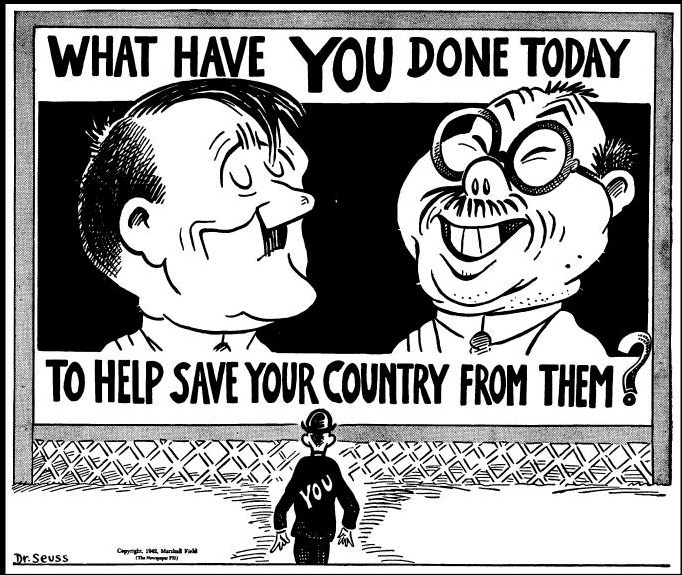 WHAT HAVE YOU DONE TODAY
TO HELP SAVE YOUR COUNTRY FROM THEM?
YOU
Copyright, 1942, Marshall Field
(The Newspaper PM)
Dr. Seuss